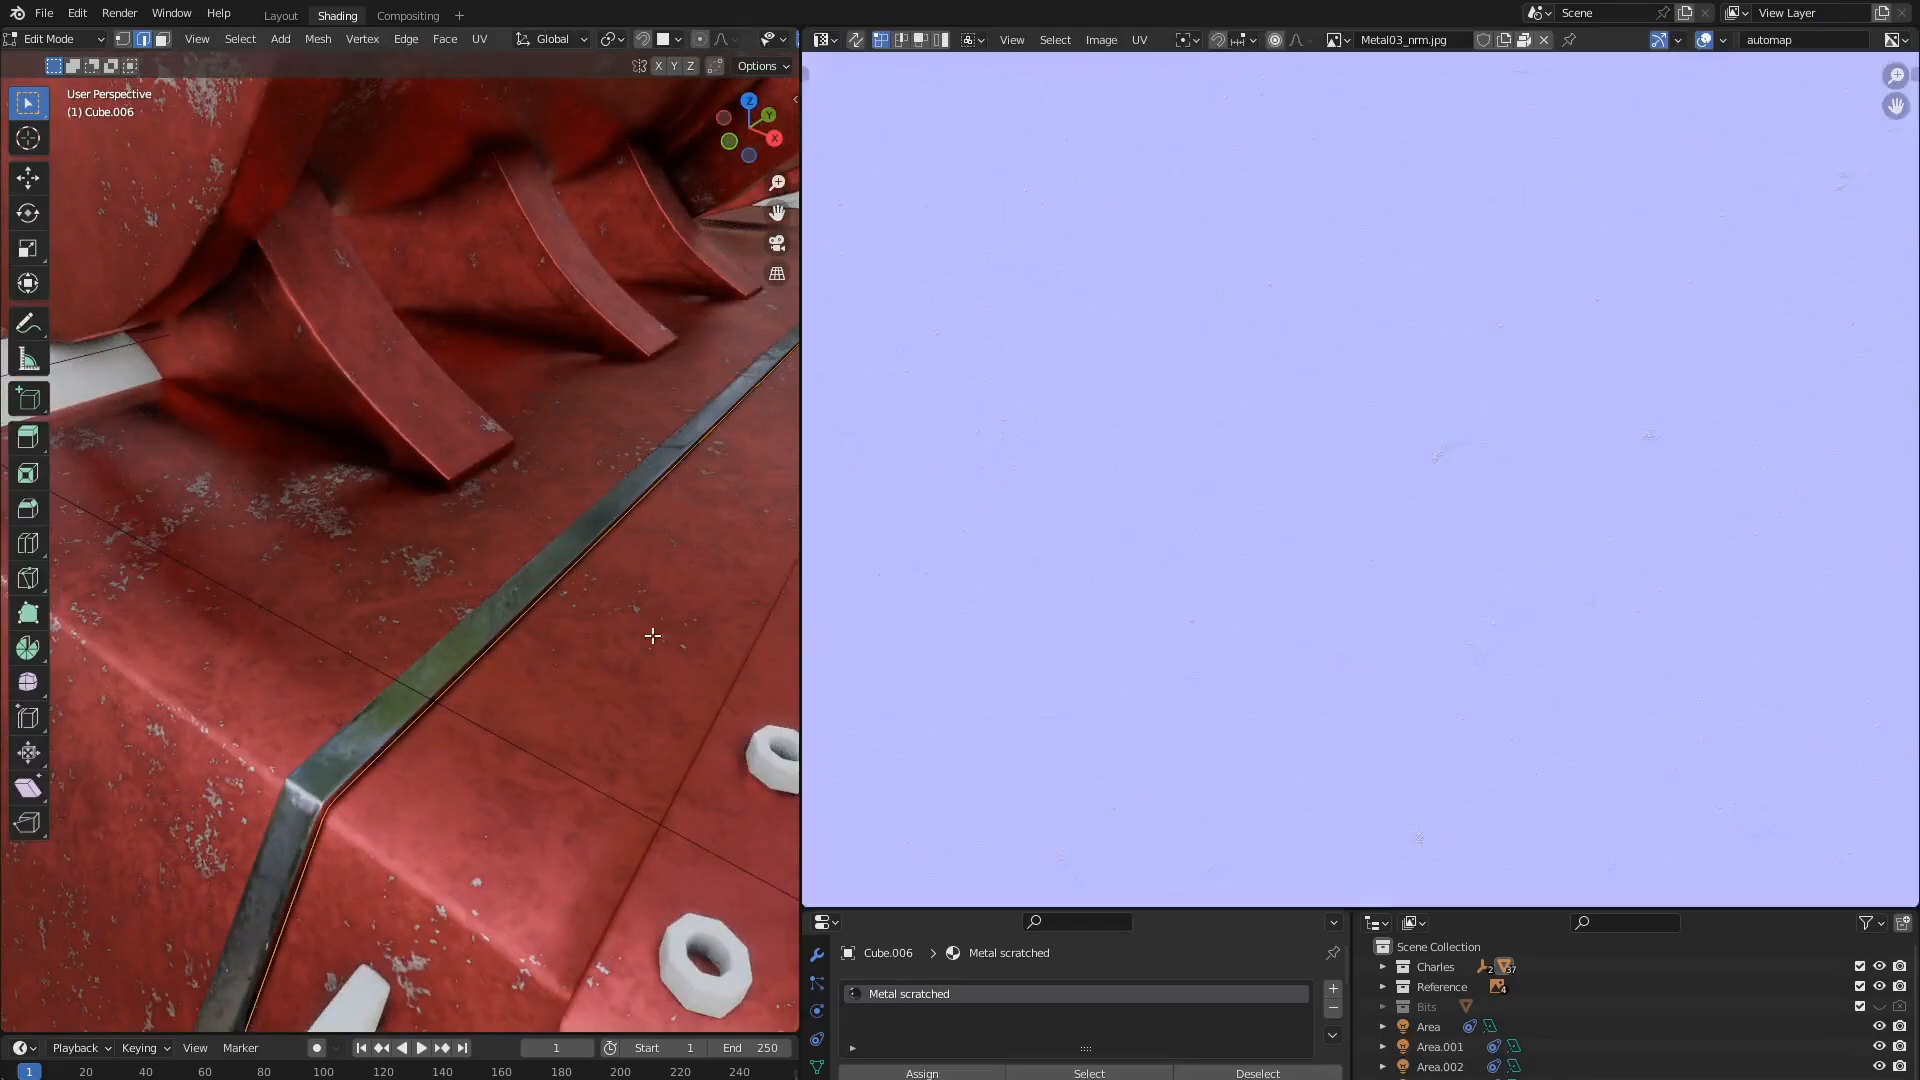 File Edit Render Window Help Layout Shading Compositing + Scene View Layer
Edit Mode View Select Add Mesh Vertex Edge Face UV Global View Select Image UV Metal03_nrm.jpg automap
X Y Z Options
User Perspective
(1) Cube.006
Z
Y
X
Cube.006 > Metal scratched
Scene Collection
Metal scratched
Charles 2 37
Reference 4
Bits
Area
Area.001
Area.002
Playback Keying View Marker 1 Start 1 End 250
1 20 40 60 80 100 120 140 160 180 200 220 240
Assign Select Deselect